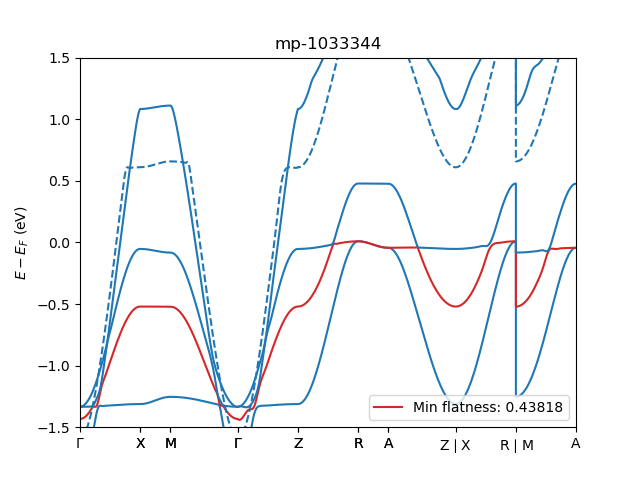 mp-1033344
1.5
1.0
0.5
0.0
−0.5
−1.0
−1.5
E − E_F (eV)
Min flatness: 0.43818
Γ X M Γ Z R A Z | X R | M A